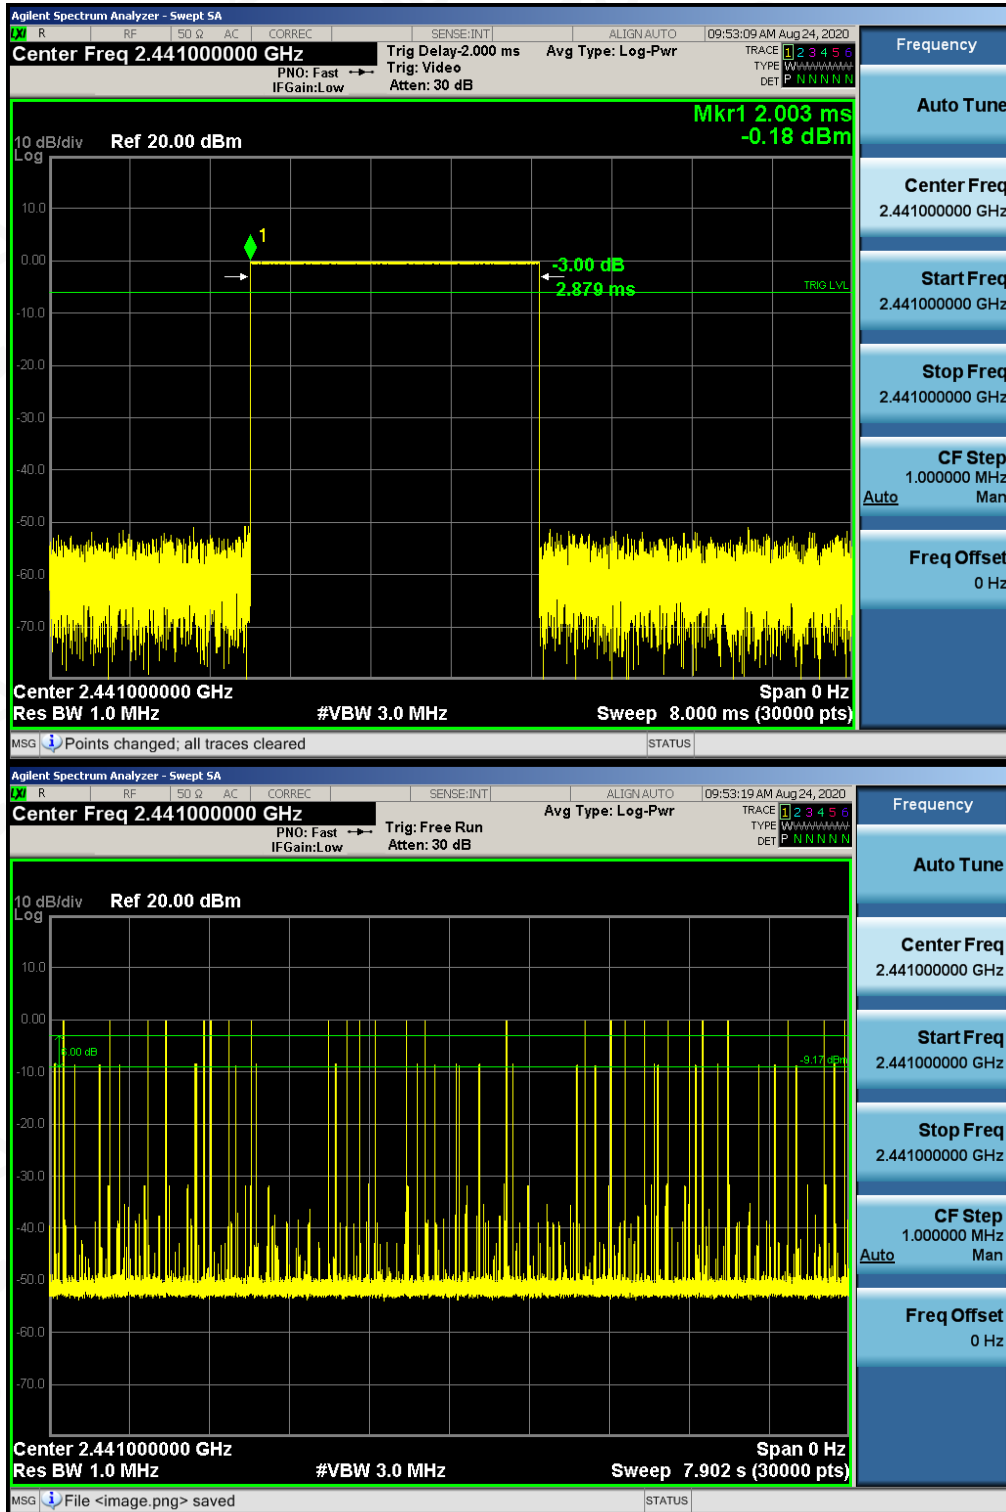 Agilent Spectrum Analyzer - Swept SA
LXI R RF 50 Ω AC CORREC SENSE:INT ALIGN AUTO 09:53:09 AM Aug 24, 2020
Center Freq 2.441000000 GHz Trig Delay-2.000 ms Avg Type: Log-Pwr TRACE 1 2 3 4 5 6
PNO: Fast Trig: Video TYPE WWWWWW
IFGain:Low Atten: 30 dB DET P N N N N N
Mkr1 2.003 ms
-0.18 dBm
10 dB/div Ref 20.00 dBm
Log
10.0
1
0.00
-3.00 dB
2.879 ms
TRIG LVL
-10.0
-20.0
-30.0
-40.0
-50.0
-60.0
-70.0
Center 2.441000000 GHz Span 0 Hz
Res BW 1.0 MHz #VBW 3.0 MHz Sweep 8.000 ms (30000 pts)
MSG Points changed; all traces cleared STATUS
Frequency
Auto Tune
Center Freq
2.441000000 GHz
Start Freq
2.441000000 GHz
Stop Freq
2.441000000 GHz
CF Step
1.000000 MHz
Auto Man
Freq Offset
0 Hz
Agilent Spectrum Analyzer - Swept SA
LXI R RF 50 Ω AC CORREC SENSE:INT ALIGN AUTO 09:53:19 AM Aug 24, 2020
Center Freq 2.441000000 GHz Avg Type: Log-Pwr TRACE 1 2 3 4 5 6
PNO: Fast Trig: Free Run TYPE WWWWWW
IFGain:Low Atten: 30 dB DET P N N N N N
10 dB/div Ref 20.00 dBm
Log
10.0
0.00
6.00 dB
-9.17 dBm
-10.0
-20.0
-30.0
-40.0
-50.0
-60.0
-70.0
Center 2.441000000 GHz Span 0 Hz
Res BW 1.0 MHz #VBW 3.0 MHz Sweep 7.902 s (30000 pts)
MSG File <image.png> saved STATUS
Frequency
Auto Tune
Center Freq
2.441000000 GHz
Start Freq
2.441000000 GHz
Stop Freq
2.441000000 GHz
CF Step
1.000000 MHz
Auto Man
Freq Offset
0 Hz